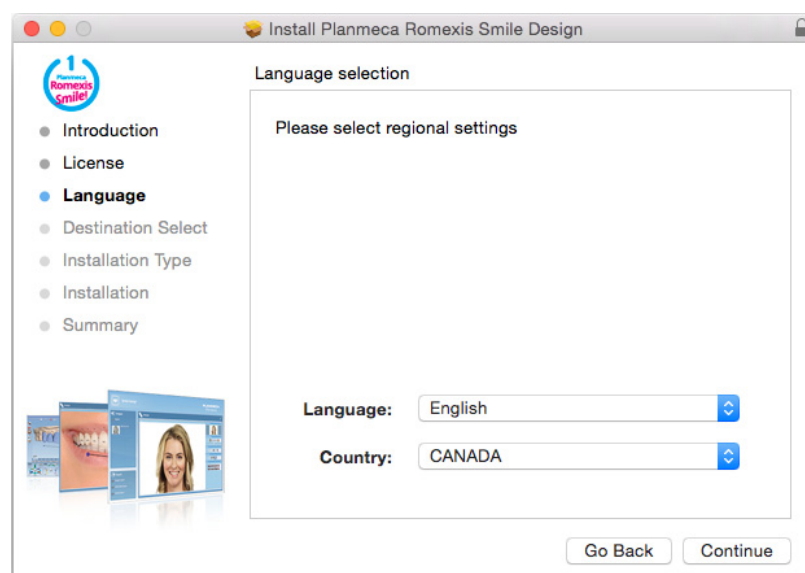 Install Planmeca Romexis Smile Design
1
Planmeca
Romexis
Smile!
Language selection
Introduction
License
Language
Destination Select
Installation Type
Installation
Summary
Please select regional settings
Language: English
Country: CANADA
Go Back Continue